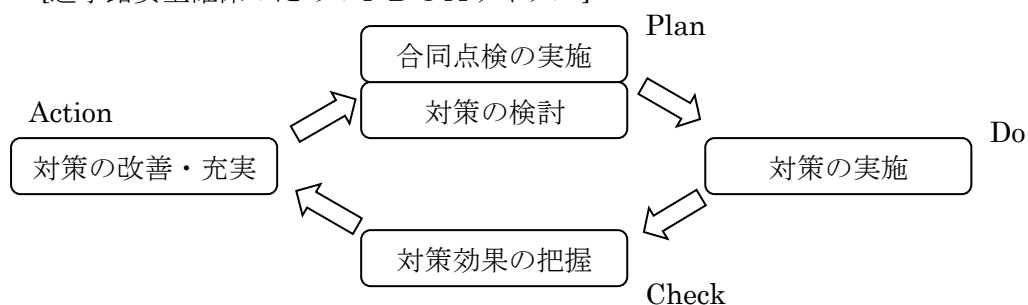 Plan
合同点検の実施
対策の検討
Action
対策の改善・充実
Do
対策の実施
対策効果の把握
Check